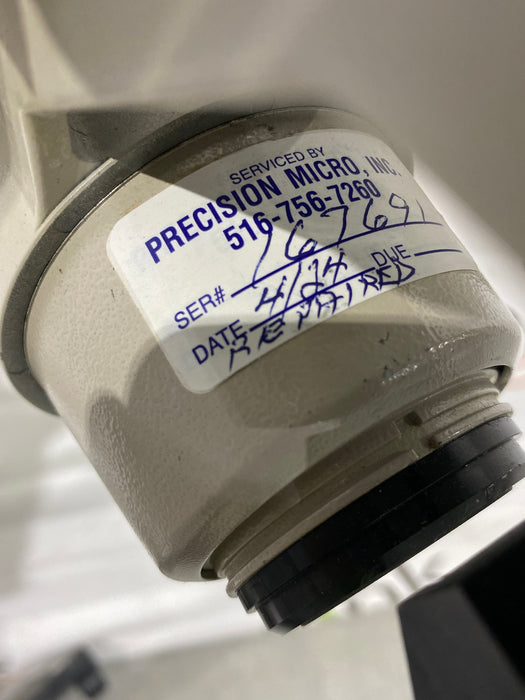 SERVICED BY
PRECISION MICRO, INC.
516-756-7260
SER# 167691
DATE 4/24 DUE
REPAIRED